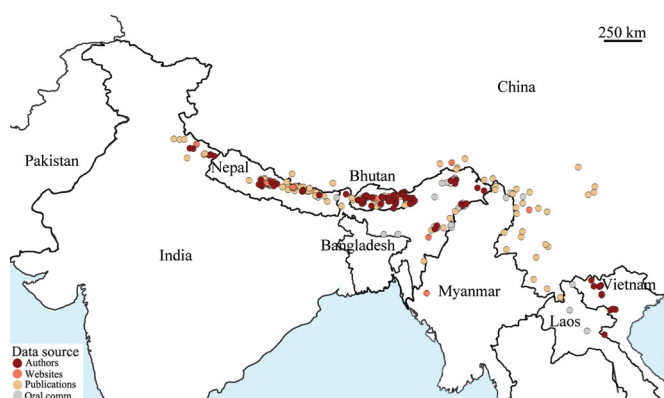 250 km
China
Pakistan
Nepal
Bhutan
Bangladesh
India
Myanmar
Vietnam
Laos
Data source
Authors
Websites
Publications
Oral comm.